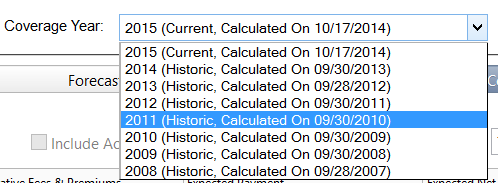 Coverage Year: 2015 (Current, Calculated On 10/17/2014)
2015 (Current, Calculated On 10/17/2014)
2014 (Historic, Calculated On 09/30/2013)
Forecast
2013 (Historic, Calculated On 09/28/2012)
2012 (Historic, Calculated On 09/30/2011)
2011 (Historic, Calculated On 09/30/2010)
Include Ac
2010 (Historic, Calculated On 09/30/2009)
2009 (Historic, Calculated On 09/30/2008)
2008 (Historic, Calculated On 09/28/2007)
ative Fees & Premiums Expected Payment Expected Net